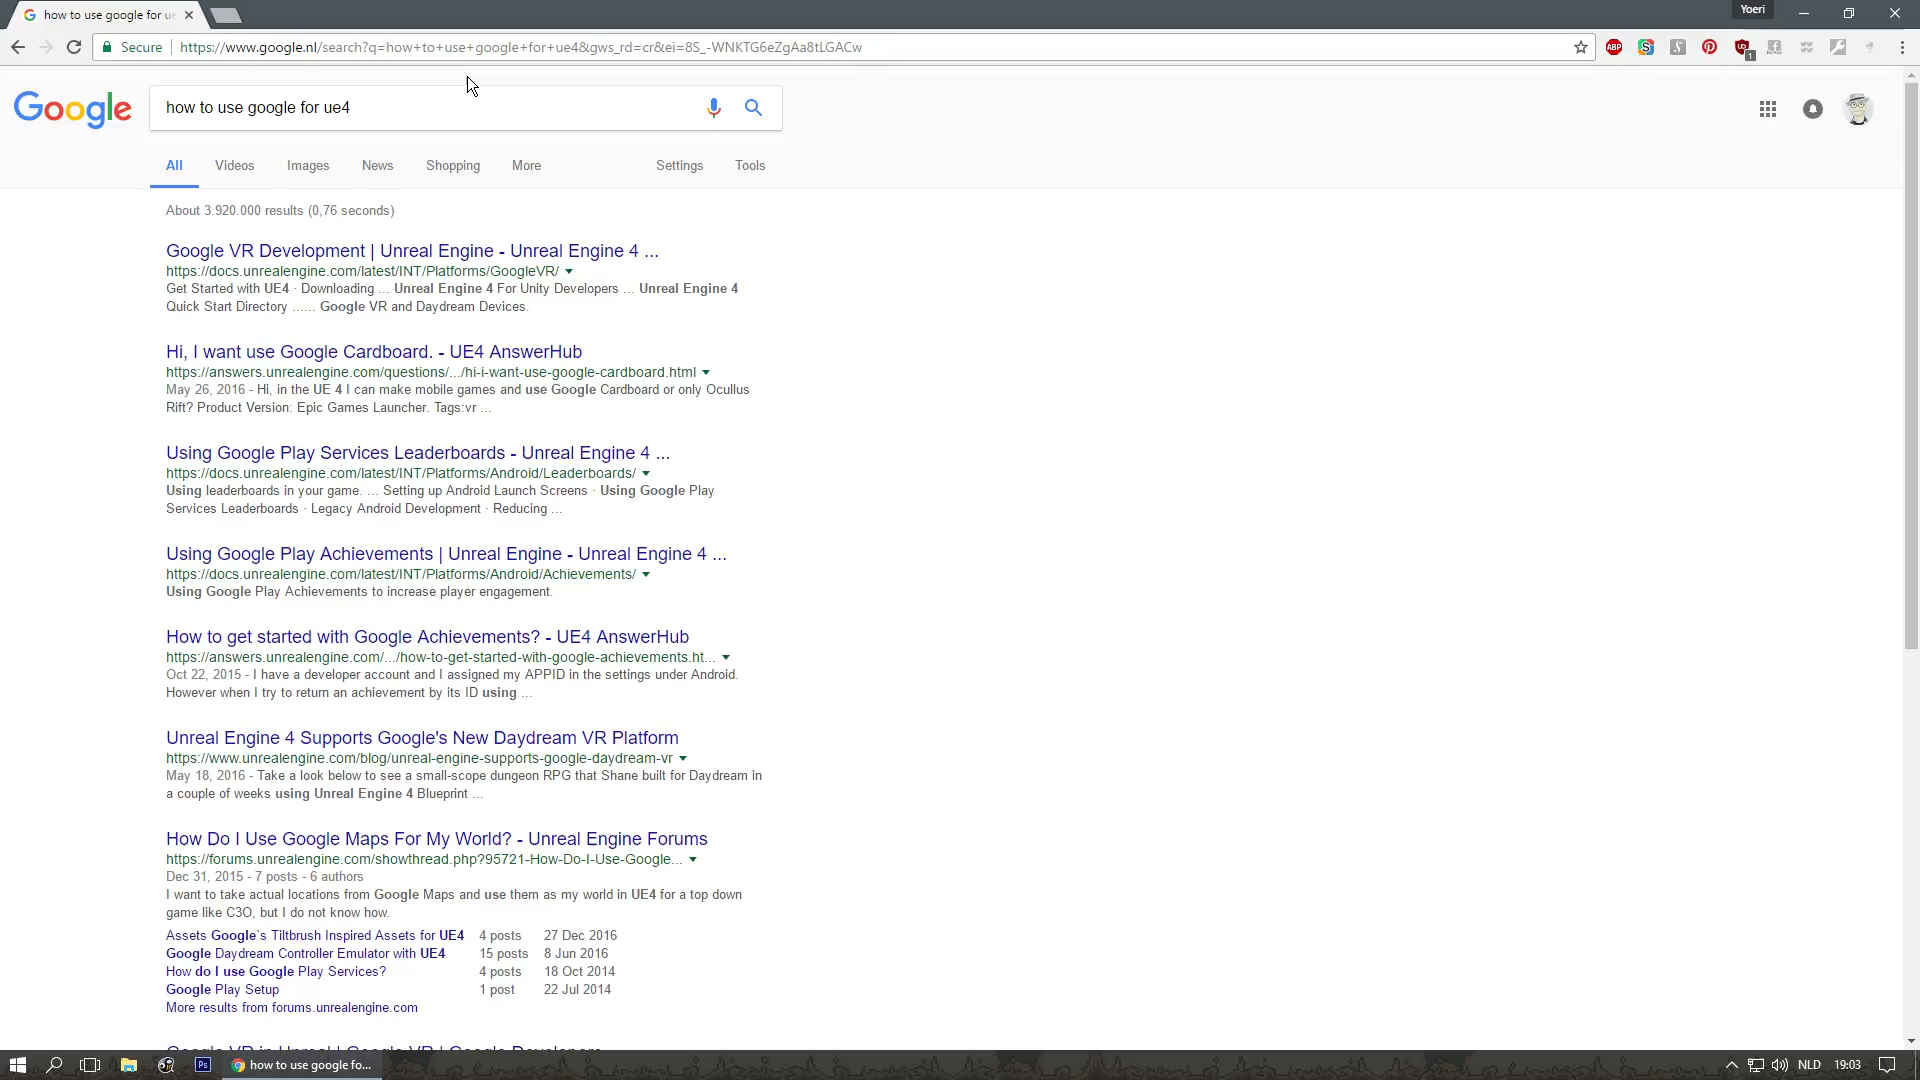 how to use google for ue
Yoeri
Secure
https://www.google.nl/search?q=how+to+use+google+for+ue4&gws_rd=cr&ei=8S_-WNKTG6eZgAa8tLGACw
Google
how to use google for ue4
All Videos Images News Shopping More Settings Tools
About 3.920.000 results (0,76 seconds)
Google VR Development | Unreal Engine - Unreal Engine 4 ...
https://docs.unrealengine.com/latest/INT/Platforms/GoogleVR/
Get Started with UE4 · Downloading ... Unreal Engine 4 For Unity Developers ... Unreal Engine 4
Quick Start Directory ...... Google VR and Daydream Devices.
Hi, I want use Google Cardboard. - UE4 AnswerHub
https://answers.unrealengine.com/questions/.../hi-i-want-use-google-cardboard.html
May 26, 2016 - Hi, in the UE 4 I can make mobile games and use Google Cardboard or only Ocullus
Rift? Product Version: Epic Games Launcher. Tags:vr ...
Using Google Play Services Leaderboards - Unreal Engine 4 ...
https://docs.unrealengine.com/latest/INT/Platforms/Android/Leaderboards/
Using leaderboards in your game. ... Setting up Android Launch Screens · Using Google Play
Services Leaderboards · Legacy Android Development · Reducing ...
Using Google Play Achievements | Unreal Engine - Unreal Engine 4 ...
https://docs.unrealengine.com/latest/INT/Platforms/Android/Achievements/
Using Google Play Achievements to increase player engagement.
How to get started with Google Achievements? - UE4 AnswerHub
https://answers.unrealengine.com/.../how-to-get-started-with-google-achievements.ht...
Oct 22, 2015 - I have a developer account and I assigned my APPID in the settings under Android.
However when I try to return an achievement by its ID using ...
Unreal Engine 4 Supports Google's New Daydream VR Platform
https://www.unrealengine.com/blog/unreal-engine-supports-google-daydream-vr
May 18, 2016 - Take a look below to see a small-scope dungeon RPG that Shane built for Daydream in
a couple of weeks using Unreal Engine 4 Blueprint ...
How Do I Use Google Maps For My World? - Unreal Engine Forums
https://forums.unrealengine.com/showthread.php?95721-How-Do-I-Use-Google...
Dec 31, 2015 - 7 posts - 6 authors
I want to take actual locations from Google Maps and use them as my world in UE4 for a top down
game like C3O, but I do not know how.
Assets Google`s Tiltbrush Inspired Assets for UE4 4 posts 27 Dec 2016
Google Daydream Controller Emulator with UE4 15 posts 8 Jun 2016
How do I use Google Play Services? 4 posts 18 Oct 2014
Google Play Setup 1 post 22 Jul 2014
More results from forums.unrealengine.com
Google VR in Unreal | Google VR | Google Developers
Ps
how to use google fo...
NLD
19:03
ABP
1